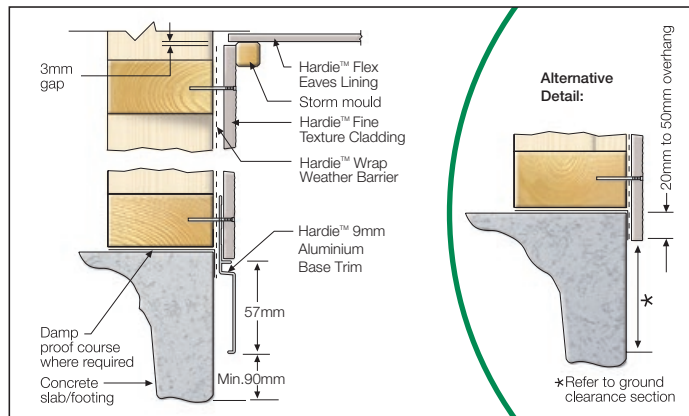 3mm
gap
Hardie™ Flex
Eaves Lining
Storm mould
Hardie™ Fine
Texture Cladding
Hardie™ Wrap
Weather Barrier
Hardie™ 9mm
Aluminium
Base Trim
57mm
Min.90mm
Damp
proof course
where required
Concrete
slab/footing
Alternative
Detail:
20mm to 50mm overhang
*
*Refer to ground
clearance section